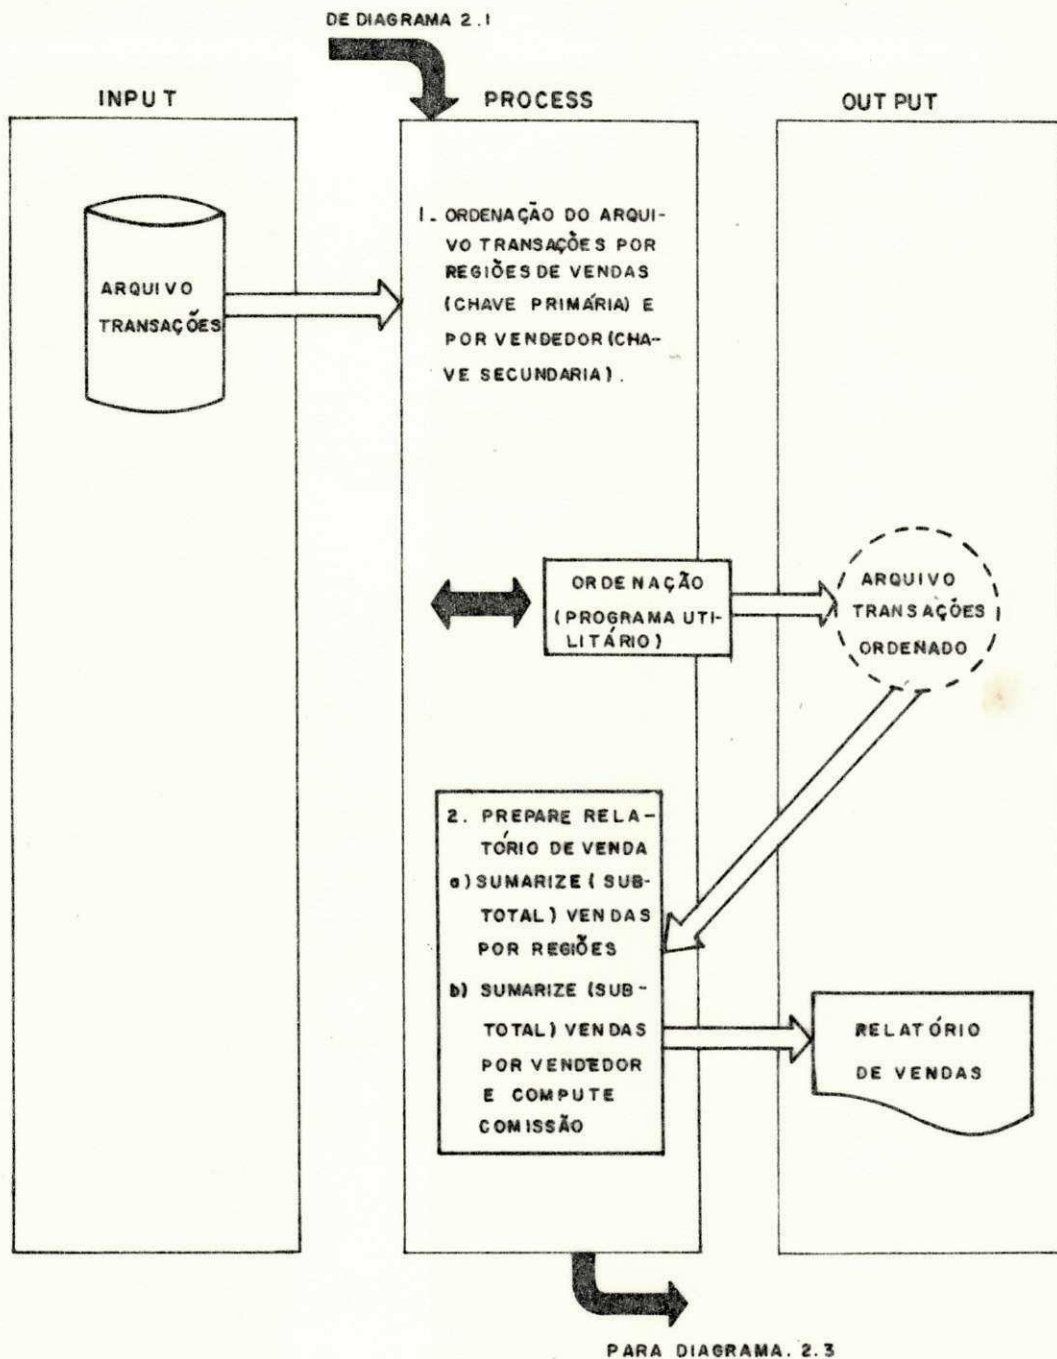 DE DIAGRAMA 2.1
INPUT
PROCESS
OUTPUT
ARQUIVO
TRANSAÇÕES
1. ORDENAÇÃO DO ARQUI-
VO TRANSAÇÕES POR
REGIÕES DE VENDAS
(CHAVE PRIMÁRIA) E
POR VENDEDOR (CHA-
VE SECUNDARIA).
ORDENAÇÃO
(PROGRAMA UTI-
LITÁRIO)
ARQUIVO
TRANSAÇÕES
ORDENADO
2. PREPARE RELA-
TÓRIO DE VENDA
a) SUMARIZE (SUB-
TOTAL) VENDAS
POR REGIÕES
b) SUMARIZE (SUB-
TOTAL) VENDAS
POR VENDEDOR
E COMPUTE
COMISSÃO
RELATÓRIO
DE VENDAS
PARA DIAGRAMA. 2.3